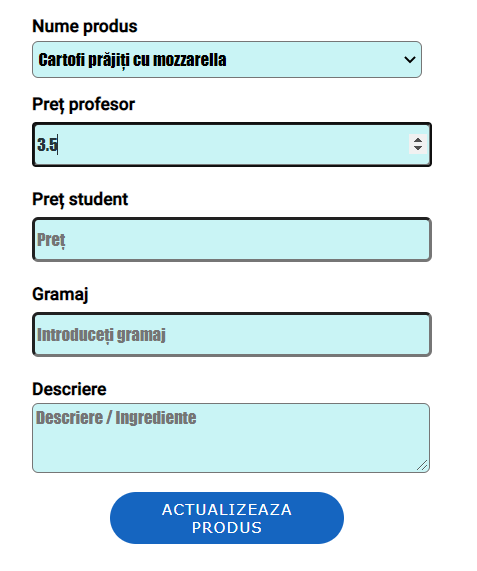 Nume produs
Cartofi prăjiți cu mozzarella
Preț profesor
3.5
Preț student
Preț
Gramaj
Introduceți gramaj
Descriere
Descriere / Ingrediente
ACTUALIZEAZA
PRODUS